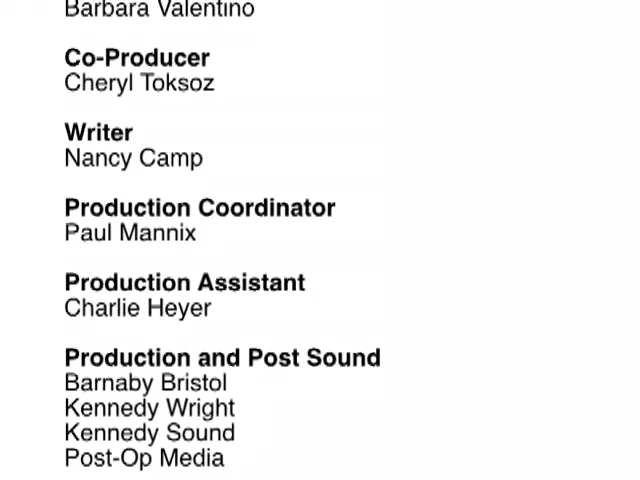 Barbara Valentino
Co-Producer
Cheryl Toksoz
Writer
Nancy Camp
Production Coordinator
Paul Mannix
Production Assistant
Charlie Heyer
Production and Post Sound
Barnaby Bristol
Kennedy Wright
Kennedy Sound
Post-Op Media